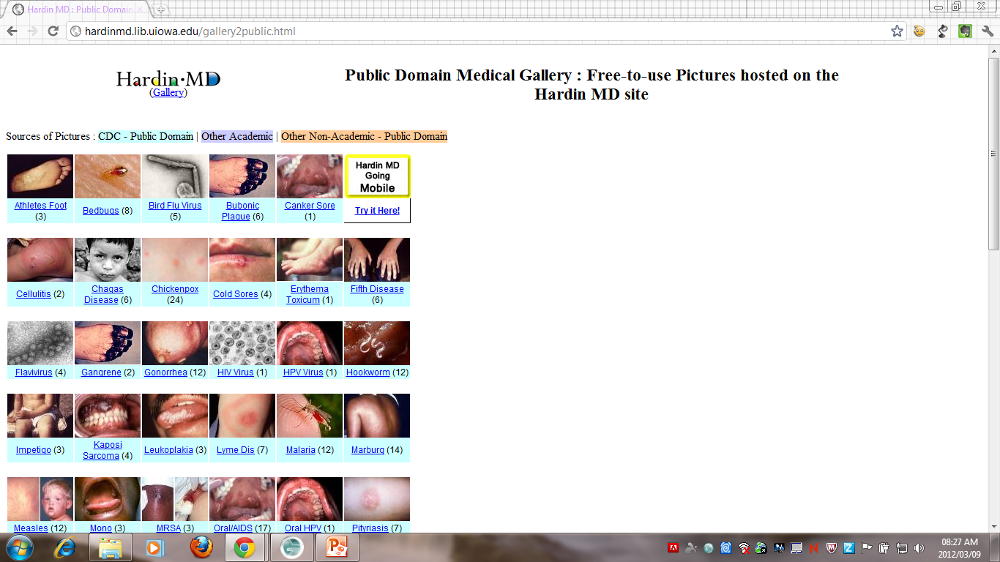 Hardin MD : Public Domain
hardinmd.lib.uiowa.edu/gallery2public.html
Hardin·MD
(Gallery)
Public Domain Medical Gallery : Free-to-use Pictures hosted on the
Hardin MD site
Sources of Pictures : CDC - Public Domain | Other Academic | Other Non-Academic - Public Domain
Hardin MD
Going
Mobile
Athletes Foot
(3)
Bedbugs (8)
Bird Flu Virus
(5)
Bubonic
Plague (6)
Canker Sore
(1)
Try it Here!
Cellulitis (2)
Chagas
Disease (6)
Chickenpox
(24)
Cold Sores (4)
Erythema
Toxicum (1)
Fifth Disease
(6)
Flavivirus (4)
Gangrene (2)
Gonorrhea (12)
HIV Virus (1)
HPV Virus (1)
Hookworm (12)
Impetigo (3)
Kaposi
Sarcoma (4)
Leukoplakia (3)
Lyme Dis (7)
Malaria (12)
Marburg (14)
Measles (12)
Mono (3)
MRSA (3)
Oral/AIDS (17)
Oral HPV (1)
Pityriasis (7)
08:27 AM
2012/03/09